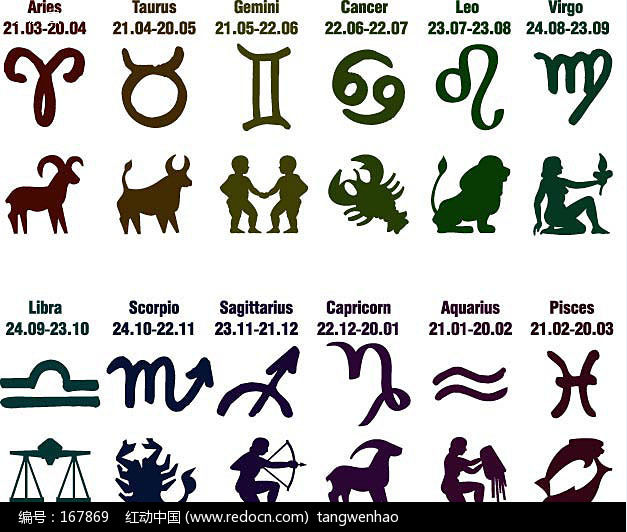 Aries Taurus Gemini Cancer Leo Virgo
21.03-20.04 21.04-20.05 21.05-22.06 22.06-22.07 23.07-23.08 24.08-23.09
Libra Scorpio Sagittarius Capricorn Aquarius Pisces
24.09-23.10 24.10-22.11 23.11-21.12 22.12-20.01 21.01-20.02 21.02-20.03
编号：167869 红动中国 (www.redocn.com) tangwenhao